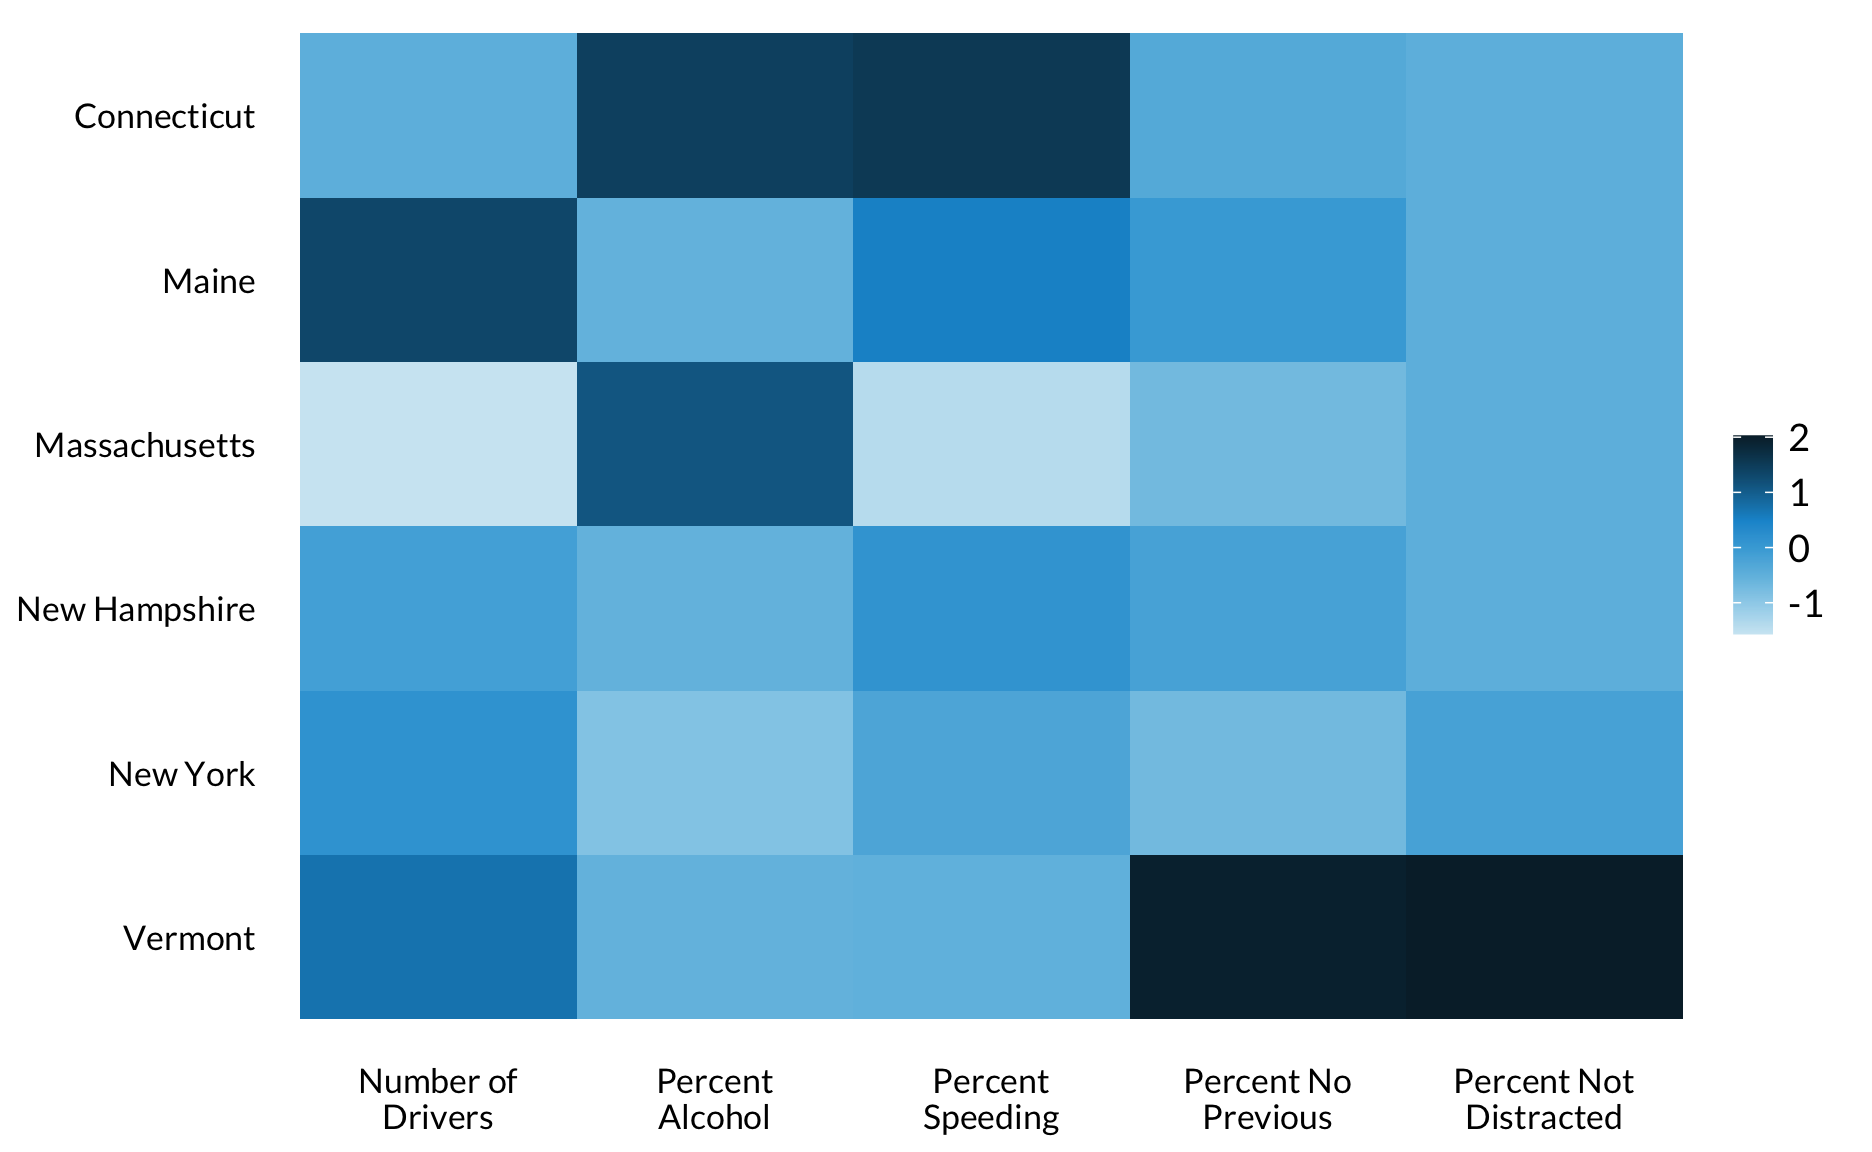 Connecticut
Maine
Massachusetts
New Hampshire
New York
Vermont
Number of
Drivers
Percent
Alcohol
Percent
Speeding
Percent No
Previous
Percent Not
Distracted
2
1
0
-1